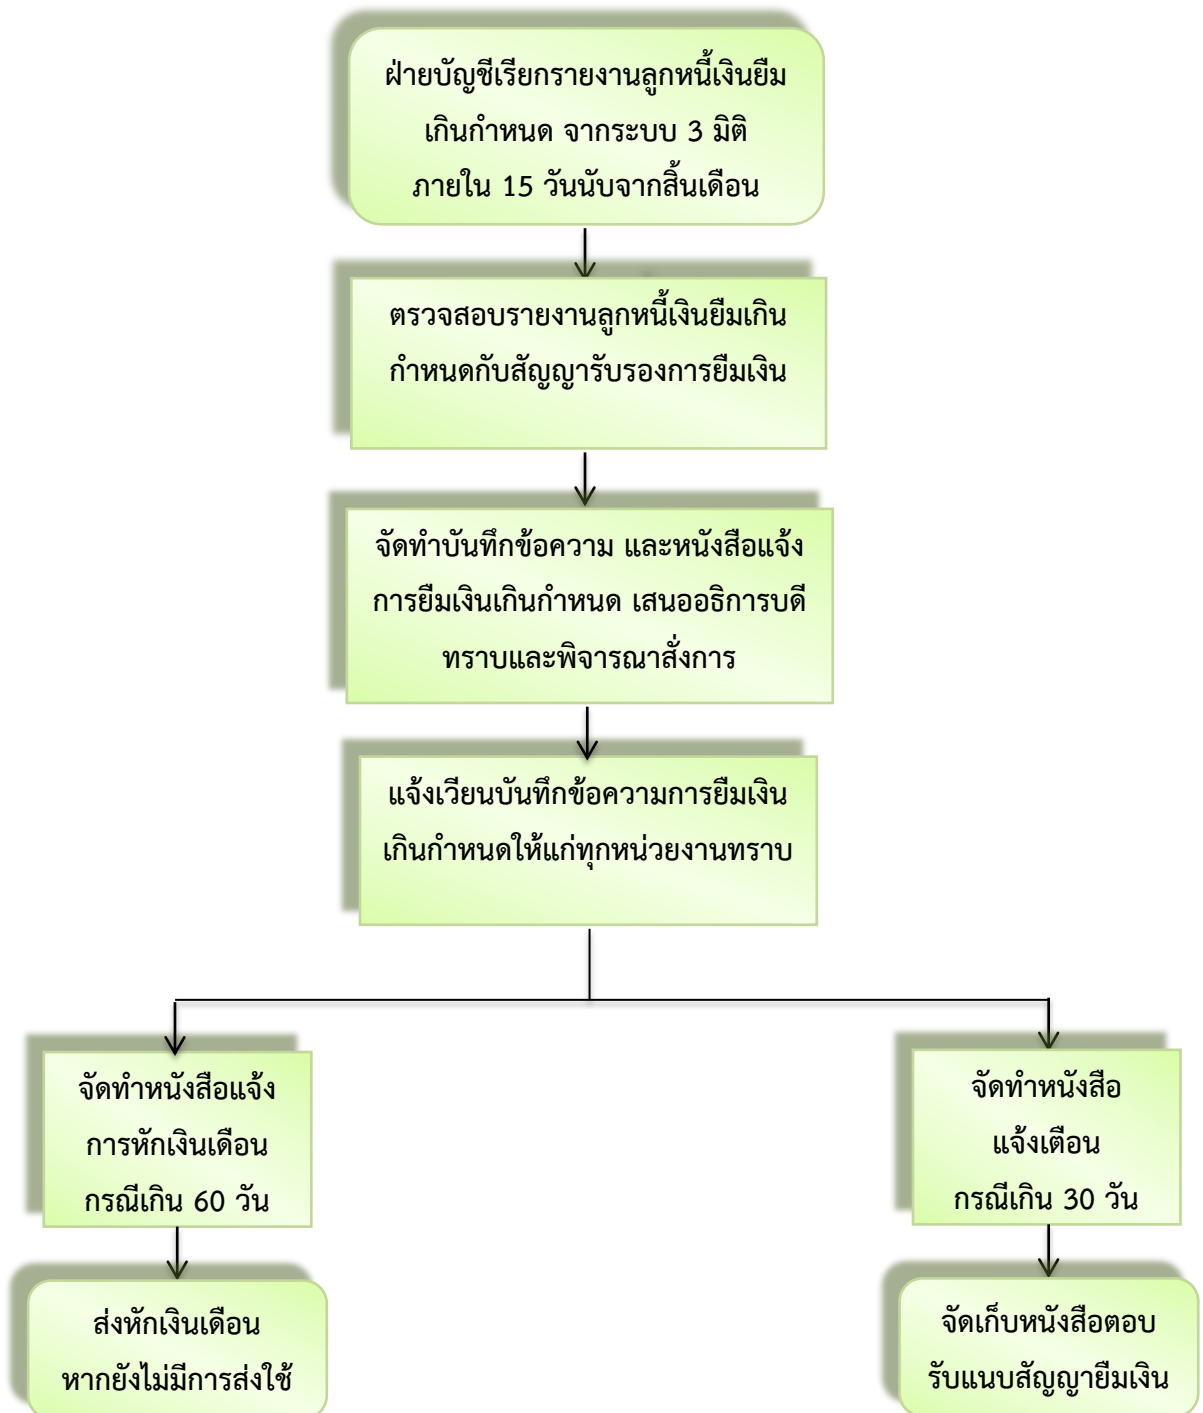 ฝ่ายบัญชีเรียกรายงานลูกหนี้เงินยืม
เกินกำหนด จากระบบ 3 มิติ
ภายใน 15 วันนับจากสิ้นเดือน
ตรวจสอบรายงานลูกหนี้เงินยืมเกิน
กำหนดกับสัญญารับรองการยืมเงิน
จัดทำบันทึกข้อความ และหนังสือแจ้ง
การยืมเงินเกินกำหนด เสนออธิการบดี
ทราบและพิจารณาสั่งการ
แจ้งเวียนบันทึกข้อความการยืมเงิน
เกินกำหนดให้แก่ทุกหน่วยงานทราบ
จัดทำหนังสือแจ้ง
การหักเงินเดือน
กรณีเกิน 60 วัน
ส่งหักเงินเดือน
หากยังไม่มีการส่งใช้
จัดทำหนังสือ
แจ้งเตือน
กรณีเกิน 30 วัน
จัดเก็บหนังสือตอบ
รับแนบสัญญายืมเงิน